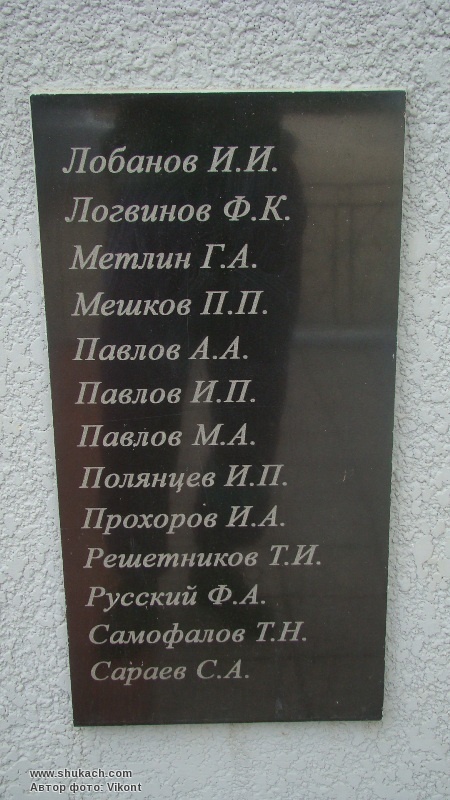 Лобанов И.И.
Логвинов Ф.К.
Метлин Г.А.
Мешков П.П.
Павлов А.А.
Павлов И.П.
Павлов М.А.
Полянцев И.П.
Прохоров И.А.
Решетников Т.И.
Русский Ф.А.
Самофалов Т.Н.
Сараев С.А.
www.shukach.com
Автор фото: Vikont